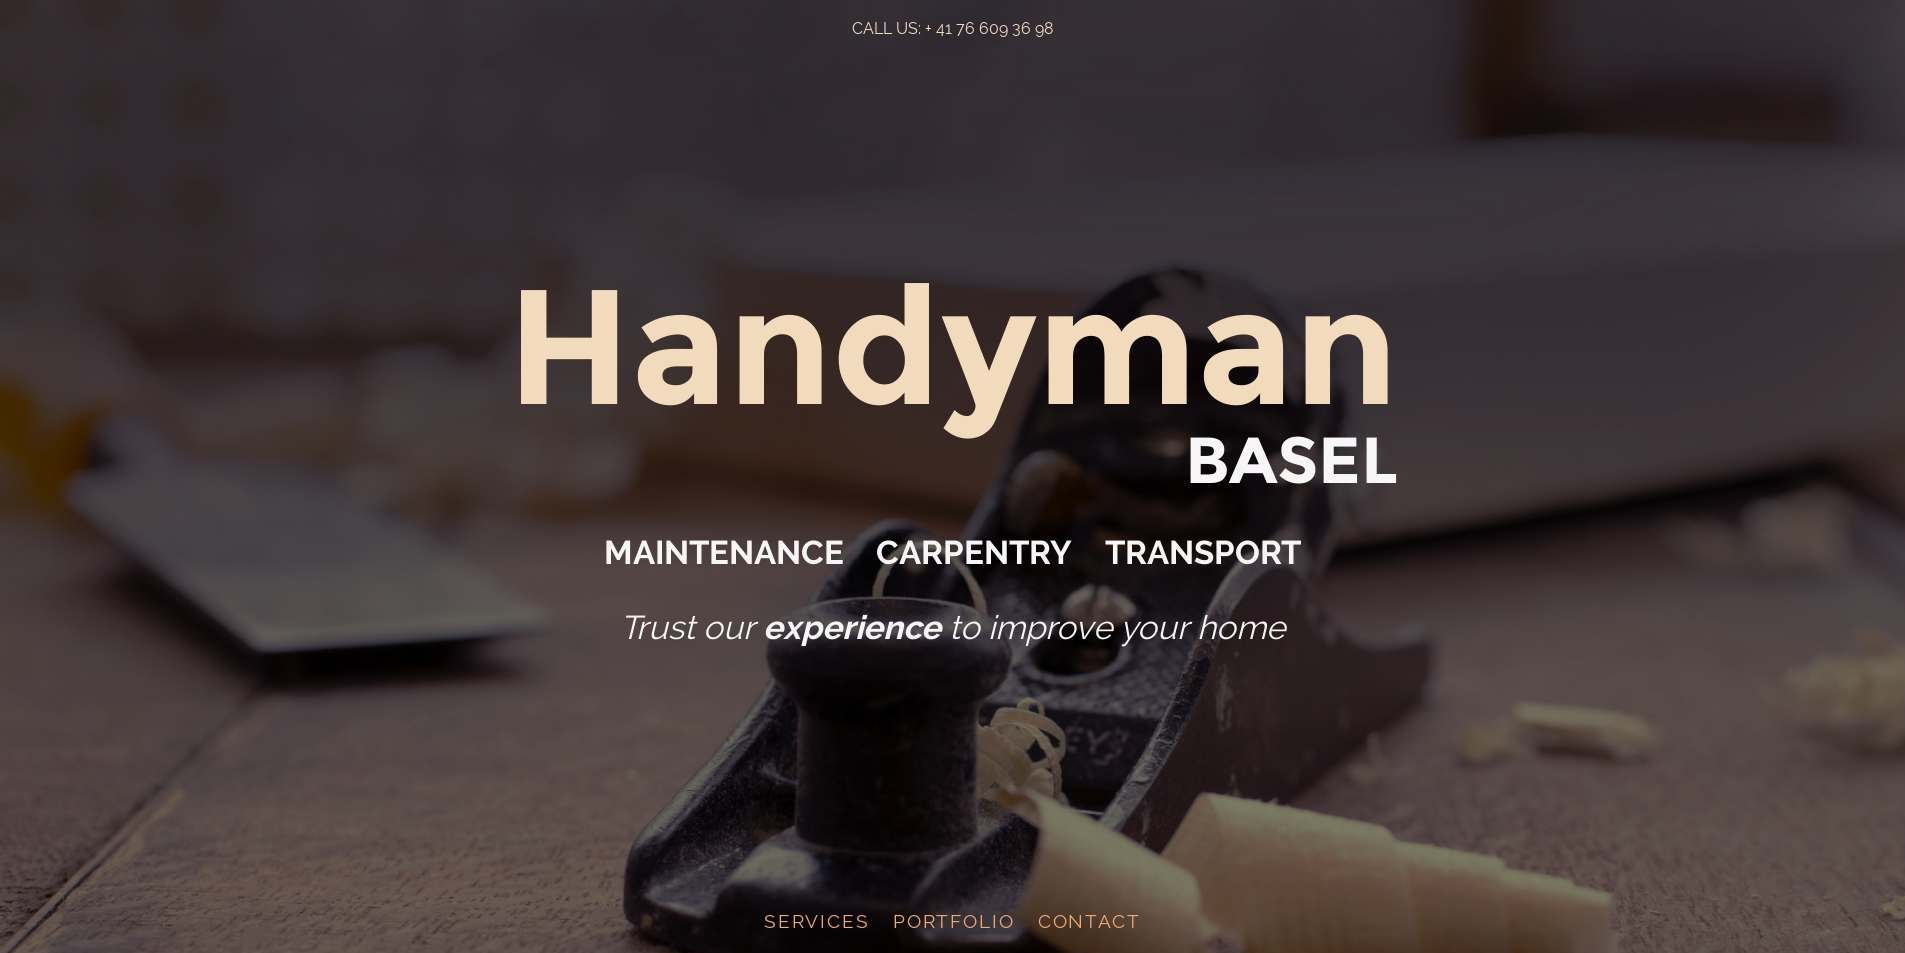 CALL US: + 41 76 609 36 98
Handyman
BASEL
MAINTENANCE CARPENTRY TRANSPORT
Trust our experience to improve your home
SERVICES PORTFOLIO CONTACT